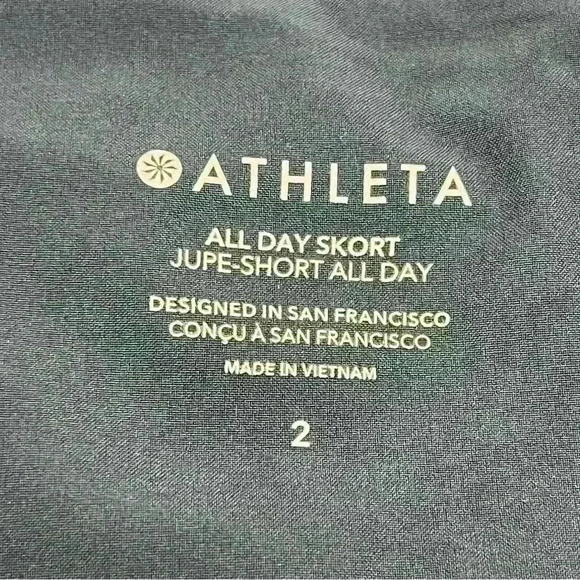 ATHLETA
ALL DAY SKORT
JUPE-SHORT ALL DAY
DESIGNED IN SAN FRANCISCO
CONÇU À SAN FRANCISCO
MADE IN VIETNAM
2